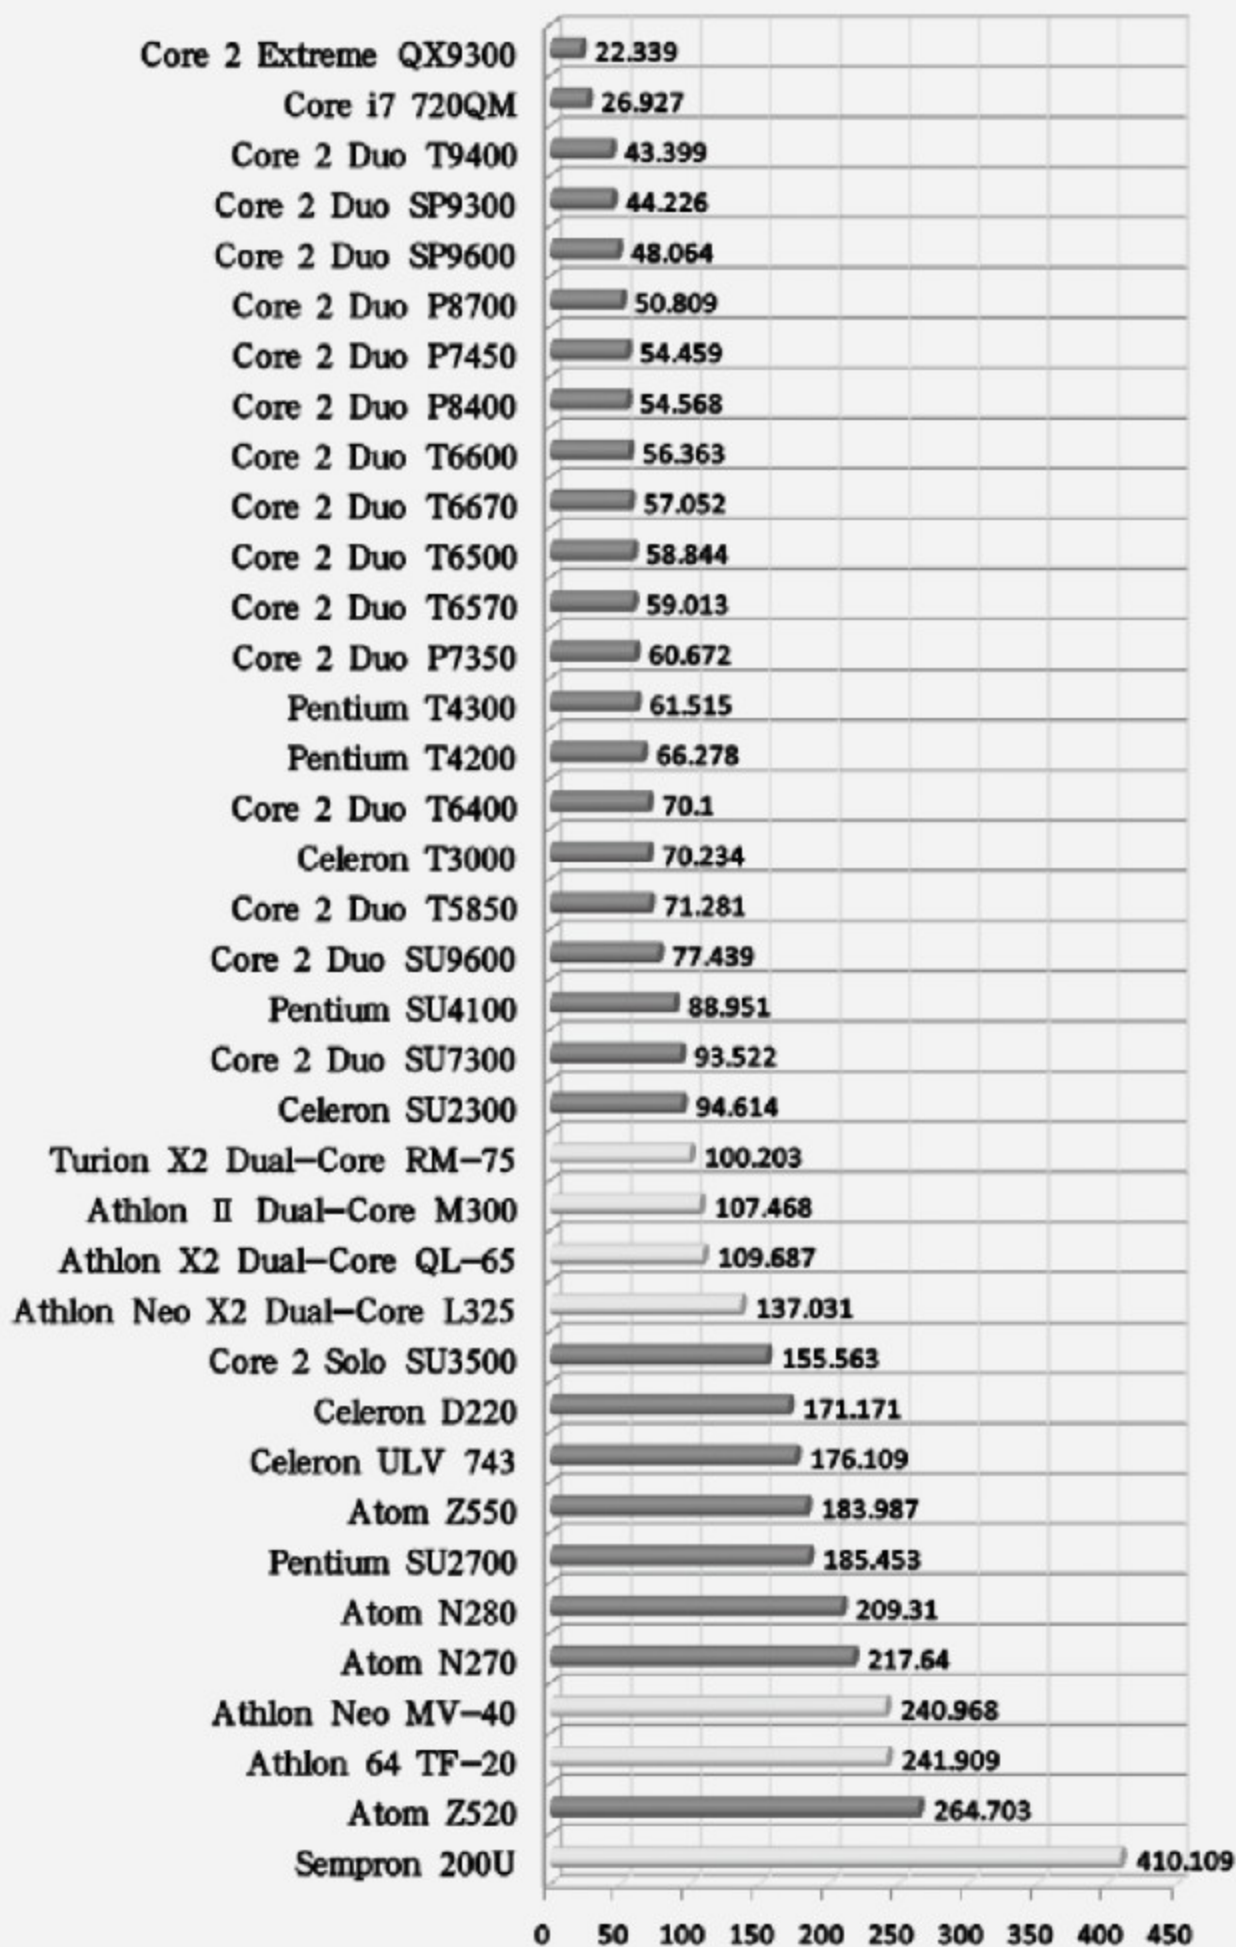 Core 2 Extreme QX9300 22.339
Core i7 720QM 26.927
Core 2 Duo T9400 43.399
Core 2 Duo SP9300 44.226
Core 2 Duo SP9600 48.064
Core 2 Duo P8700 50.809
Core 2 Duo P7450 54.459
Core 2 Duo P8400 54.568
Core 2 Duo T6600 56.363
Core 2 Duo T6670 57.052
Core 2 Duo T6500 58.844
Core 2 Duo T6570 59.013
Core 2 Duo P7350 60.672
Pentium T4300 61.515
Pentium T4200 66.278
Core 2 Duo T6400 70.1
Celeron T3000 70.234
Core 2 Duo T5850 71.281
Core 2 Duo SU9600 77.439
Pentium SU4100 88.951
Core 2 Duo SU7300 93.522
Celeron SU2300 94.614
Turion X2 Dual-Core RM-75 100.203
Athlon Ⅱ Dual-Core M300 107.468
Athlon X2 Dual-Core QL-65 109.687
Athlon Neo X2 Dual-Core L325 137.031
Core 2 Solo SU3500 155.563
Celeron D220 171.171
Celeron ULV 743 176.109
Atom Z550 183.987
Pentium SU2700 185.453
Atom N280 209.31
Atom N270 217.64
Athlon Neo MV-40 240.968
Athlon 64 TF-20 241.909
Atom Z520 264.703
Sempron 200U 410.109
0 50 100 150 200 250 300 350 400 450